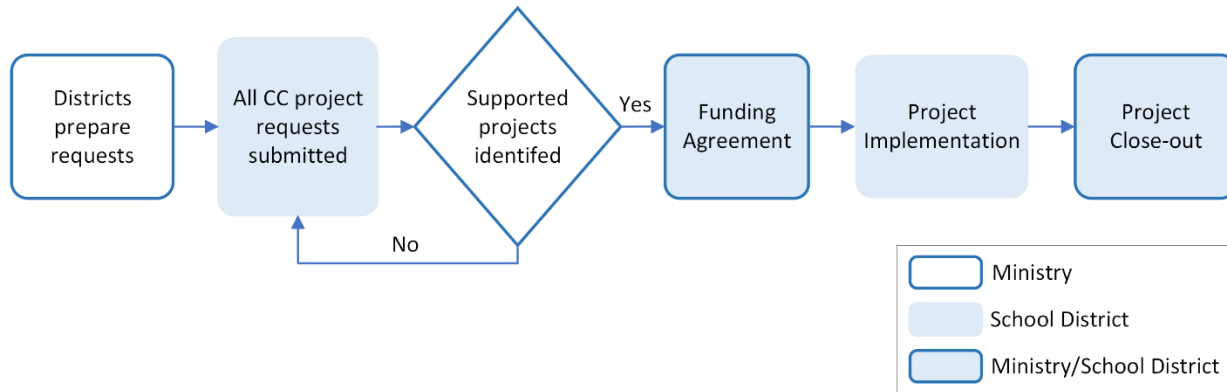 Districts
prepare
requests
All CC project
requests
submitted
Supported
projects
identifed
Yes
No
Funding
Agreement
Project
Implementation
Project
Close-out
Ministry
School District
Ministry/School District